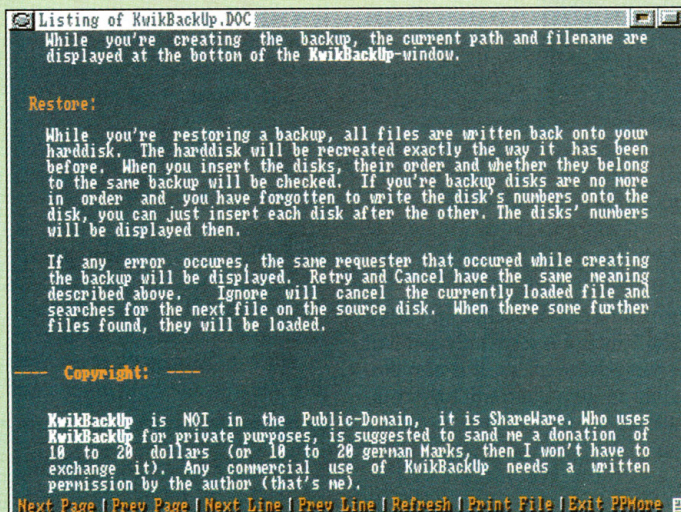 Listing of KwikBackUp.DOC
While you're creating the backup, the current path and filename are
displayed at the bottom of the KwikBackUp-window.
Restore:
While you're restoring a backup, all files are written back onto your
harddisk. The harddisk will be recreated exactly the way it has been
before. When you insert the disks, their order and whether they belong
to the same backup will be checked. If you're backup disks are no more
in order and you have forgotten to write the disk's numbers onto the
disk, you can just insert each disk after the other. The disks' numbers
will be displayed then.
If any error occures, the same requester that occured while creating
the backup will be displayed. Retry and Cancel have the same meaning
described above. Ignore will cancel the currently loaded file and
searches for the next file on the source disk. When there some further
files found, they will be loaded.
---- Copyright: ----
KwikBackUp is NOT in the Public-Domain, it is ShareWare. Who uses
KwikBackUp for private purposes, is suggested to sand me a donation of
10 to 20 dollars (or 10 to 20 german Marks, then I won't have to
exchange it). Any commercial use of KwikBackUp needs a written
permission by the author (that's me).
Next Page | Prev Page | Next Line | Prev Line | Refresh | Print File | Exit PPMore